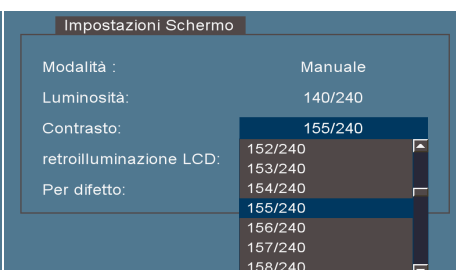 Impostazioni Schermo
Modalità : Manuale
Luminosità: 140/240
Contrasto: 155/240
retroilluminazione LCD:
Per difetto:
152/240
153/240
154/240
155/240
156/240
157/240
158/240